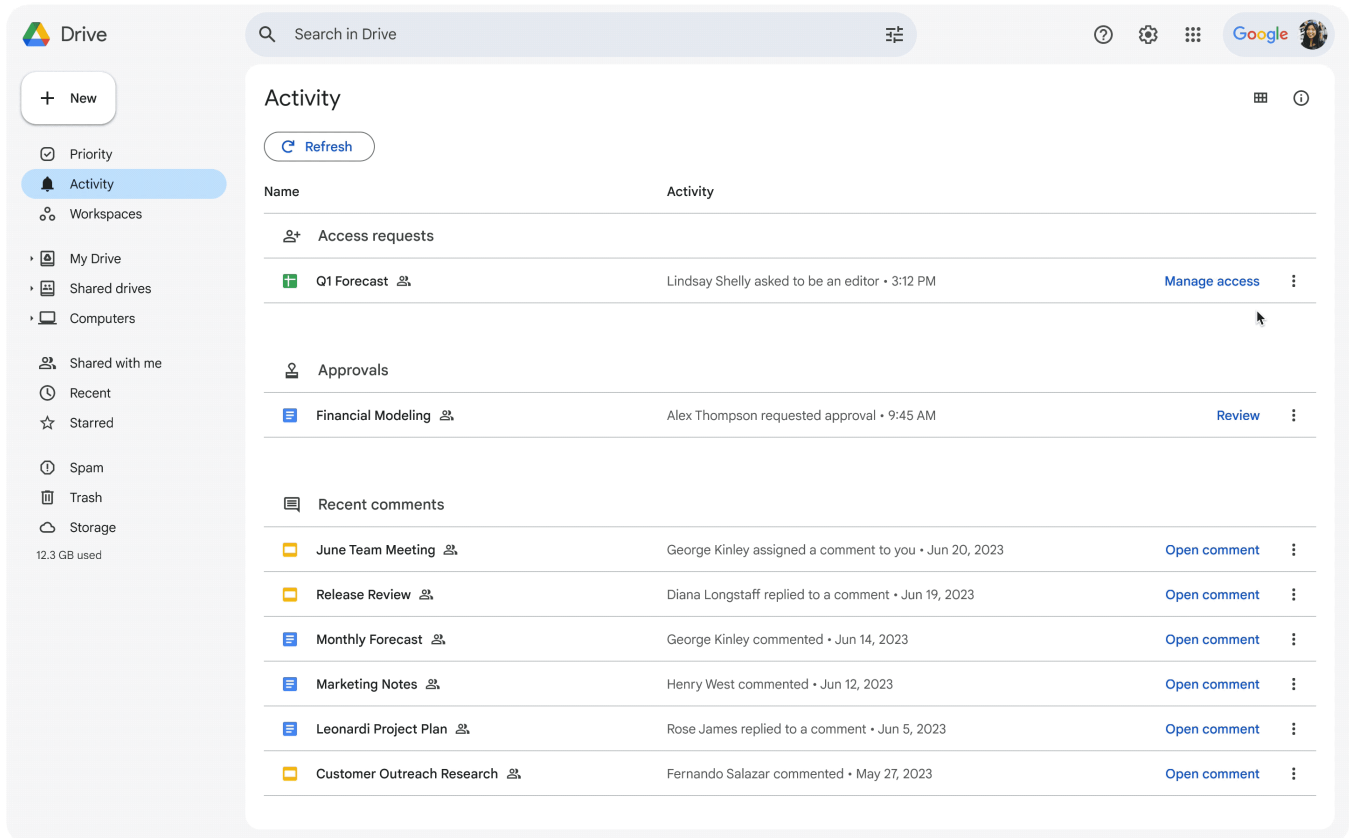 Drive
Search in Drive
Google
New
Priority
Activity
Workspaces
My Drive
Shared drives
Computers
Shared with me
Recent
Starred
Spam
Trash
Storage
12.3 GB used
Activity
Refresh
Name Activity
Access requests
Q1 Forecast Lindsay Shelly asked to be an editor • 3:12 PM Manage access
Approvals
Financial Modeling Alex Thompson requested approval • 9:45 AM Review
Recent comments
June Team Meeting George Kinley assigned a comment to you • Jun 20, 2023 Open comment
Release Review Diana Longstaff replied to a comment • Jun 19, 2023 Open comment
Monthly Forecast George Kinley commented • Jun 14, 2023 Open comment
Marketing Notes Henry West commented • Jun 12, 2023 Open comment
Leonardi Project Plan Rose James replied to a comment • Jun 5, 2023 Open comment
Customer Outreach Research Fernando Salazar commented • May 27, 2023 Open comment